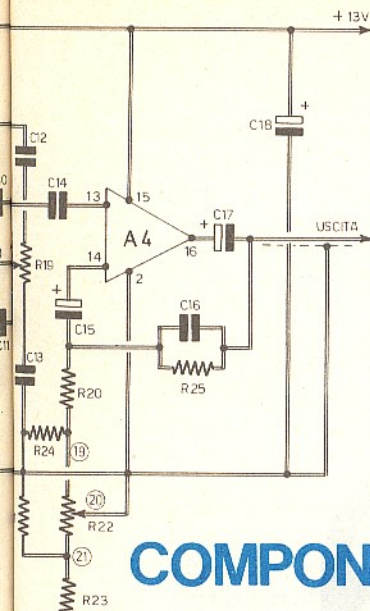 + 13V
C12
C18
+
C14
13
15
A4
+
C17
USCITA
16
R19
14
2
+
C15
C16
C13
R20
R25
R24
19
20
R22
21
R23
COMPON